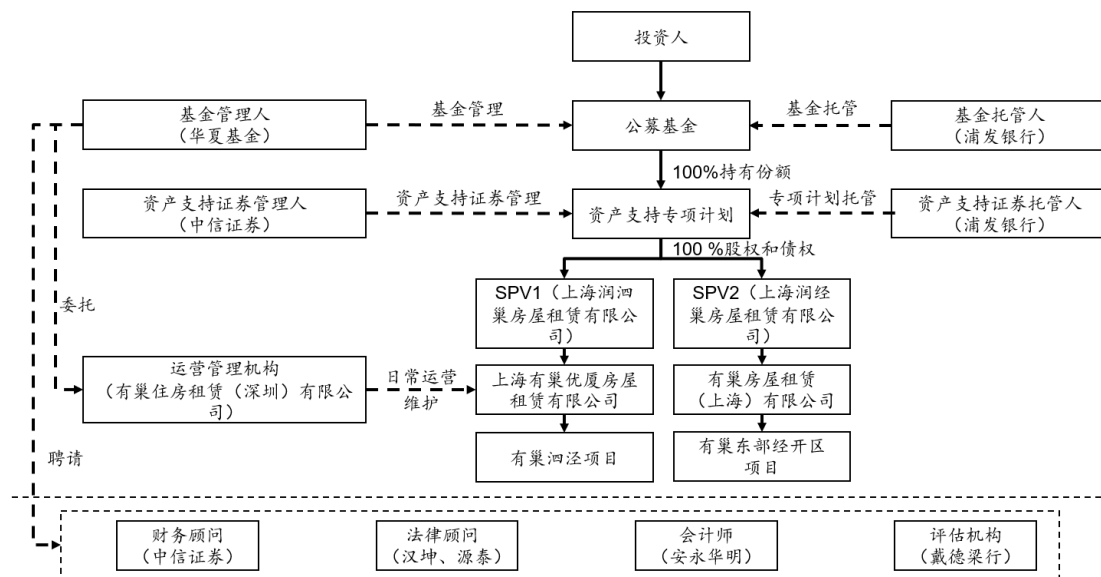 投资人
基金管理人
（华夏基金）
基金管理
公募基金
基金托管
基金托管人
（浦发银行）
100%持有份额
资产支持证券管理人
（中信证券）
资产支持证券管理
资产支持专项计划
专项计划托管
资产支持证券托管人
（浦发银行）
100 %股权和债权
SPV1（上海润泗
巢房屋租赁有限公
司）
SPV2（上海润经
巢房屋租赁有限公
司）
委托
运营管理机构
（有巢住房租赁（深圳）有限公
司）
日常运营
维护
上海有巢优厦房屋
租赁有限公司
有巢房屋租赁
（上海）有限公司
有巢泗泾项目
有巢东部经开区
项目
聘请
财务顾问
（中信证券）
法律顾问
（汉坤、源泰）
会计师
（安永华明）
评估机构
（戴德梁行）